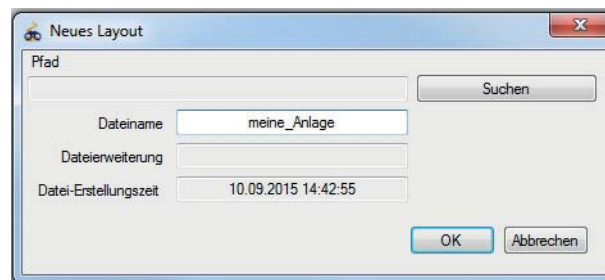 Neues Layout
Pfad
Suchen
Dateiname meine_Anlage
Dateierweiterung
Datei-Erstellungszeit 10.09.2015 14:42:55
OK Abbrechen